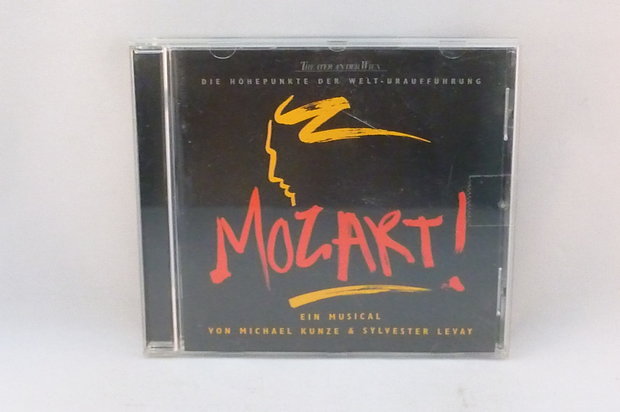 THEATER AN DER WIEN
DIE HÖHEPUNKTE DER WELT-URAUFFÜHRUNG
MOZART!
EIN MUSICAL
VON MICHAEL KUNZE & SYLVESTER LEVAY